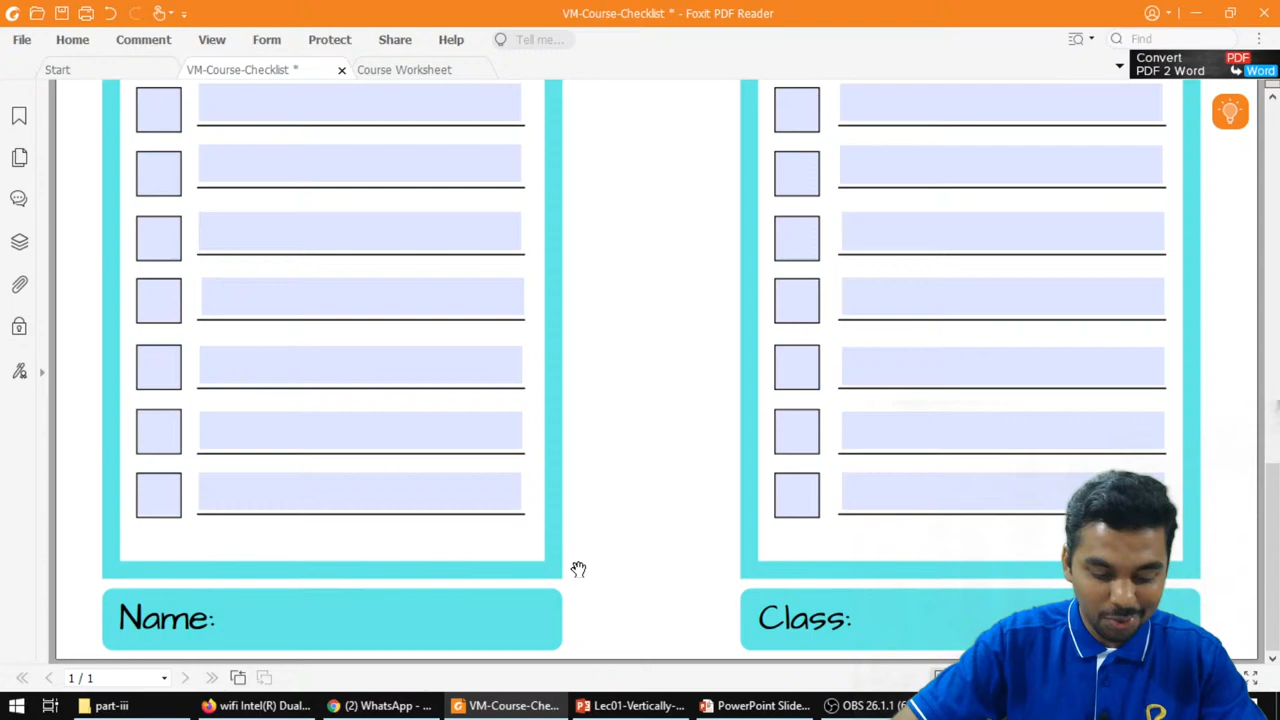 VM-Course-Checklist * - Foxit PDF Reader
File Home Comment View Form Protect Share Help Tell me... Find
Start VM-Course-Checklist * Course Worksheet
Convert PDF
PDF 2 Word Word
Name:
Class:
1 / 1
part-iii
wifi Intel(R) Dual...
(2) WhatsApp - ...
VM-Course-Che...
Lec01-Vertically-...
PowerPoint Slide...
OBS 26.1.1 (6
P